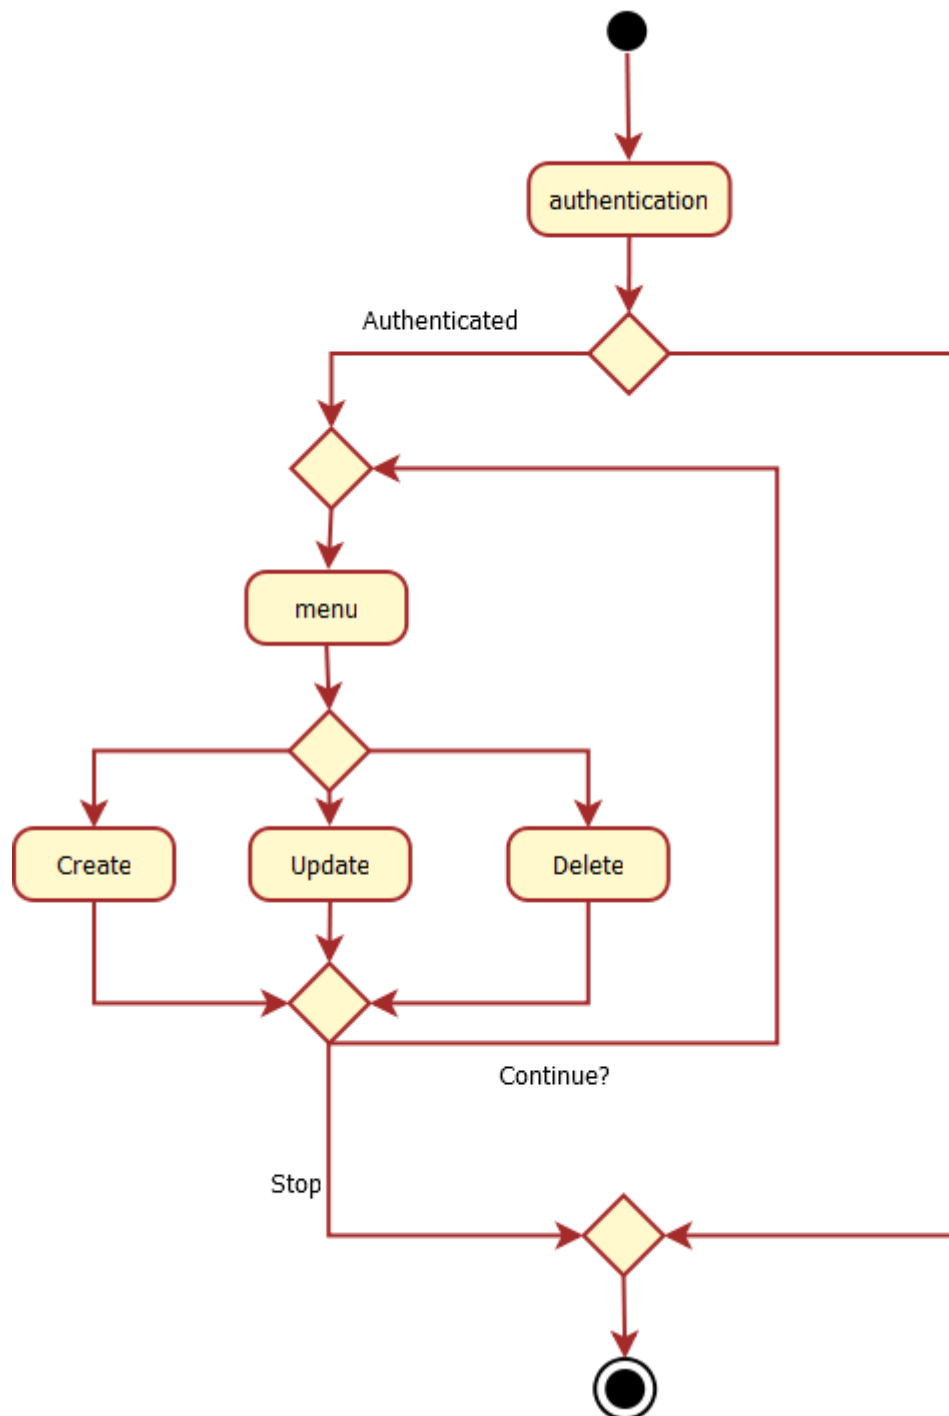 authentication
Authenticated
menu
Create
Update
Delete
Continue?
Stop